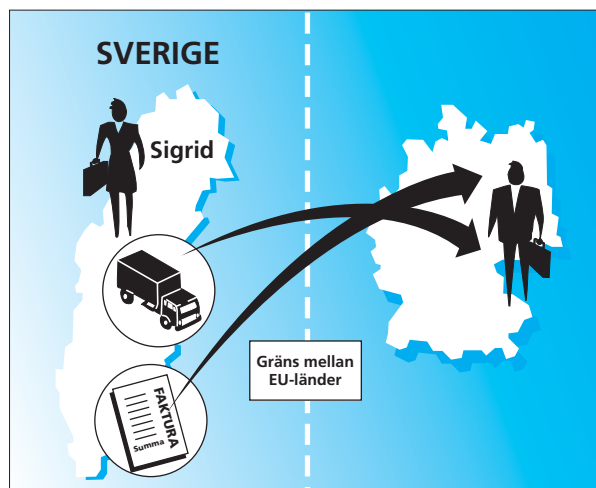 SVERIGE
Sigrid
Gräns mellan
EU-länder
FAKTURA
Summa